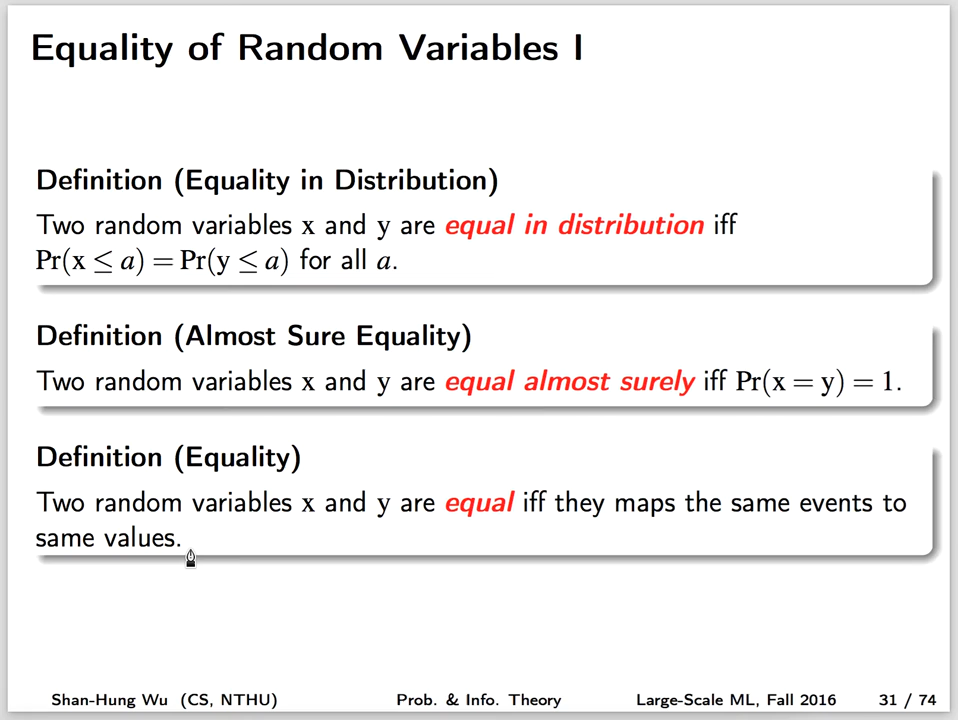 Equality of Random Variables I
Definition (Equality in Distribution)
Two random variables x and y are equal in distribution iff
Pr(x ≤ a) = Pr(y ≤ a) for all a.
Definition (Almost Sure Equality)
Two random variables x and y are equal almost surely iff Pr(x = y) = 1.
Definition (Equality)
Two random variables x and y are equal iff they maps the same events to
same values.
Shan-Hung Wu (CS, NTHU) Prob. & Info. Theory Large-Scale ML, Fall 2016 31 / 74